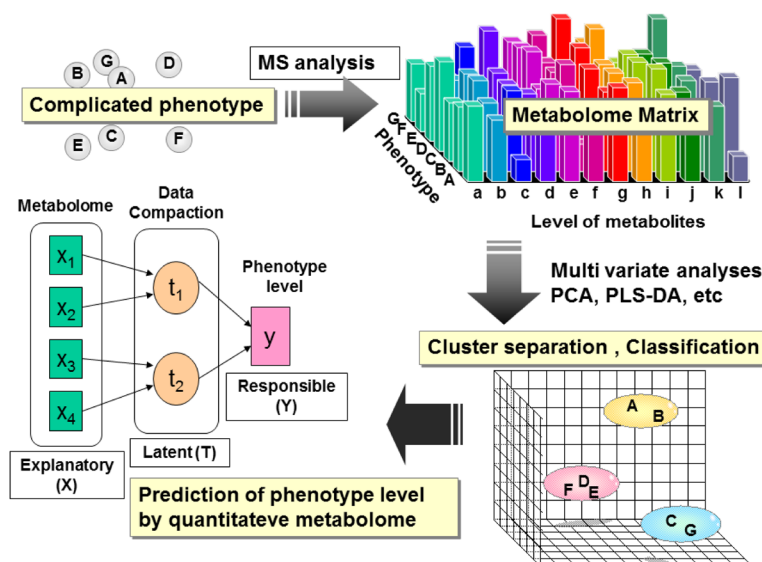 B
G
A
D
Complicated phenotype
E
C
F
MS analysis
Metabolome Matrix
G
F
E
D
C
B
A
Phenotype
a b c d e f g h i j k l
Level of metabolites
Multi variate analyses
PCA, PLS-DA, etc
Cluster separation , Classification
A
B
F D E
C
G
Metabolome
Data
Compaction
Phenotype
level
x1
x2
x3
x4
t1
t2
y
Responsible
(Y)
Explanatory
(X)
Latent (T)
Prediction of phenotype level
by quantitateve metabolome